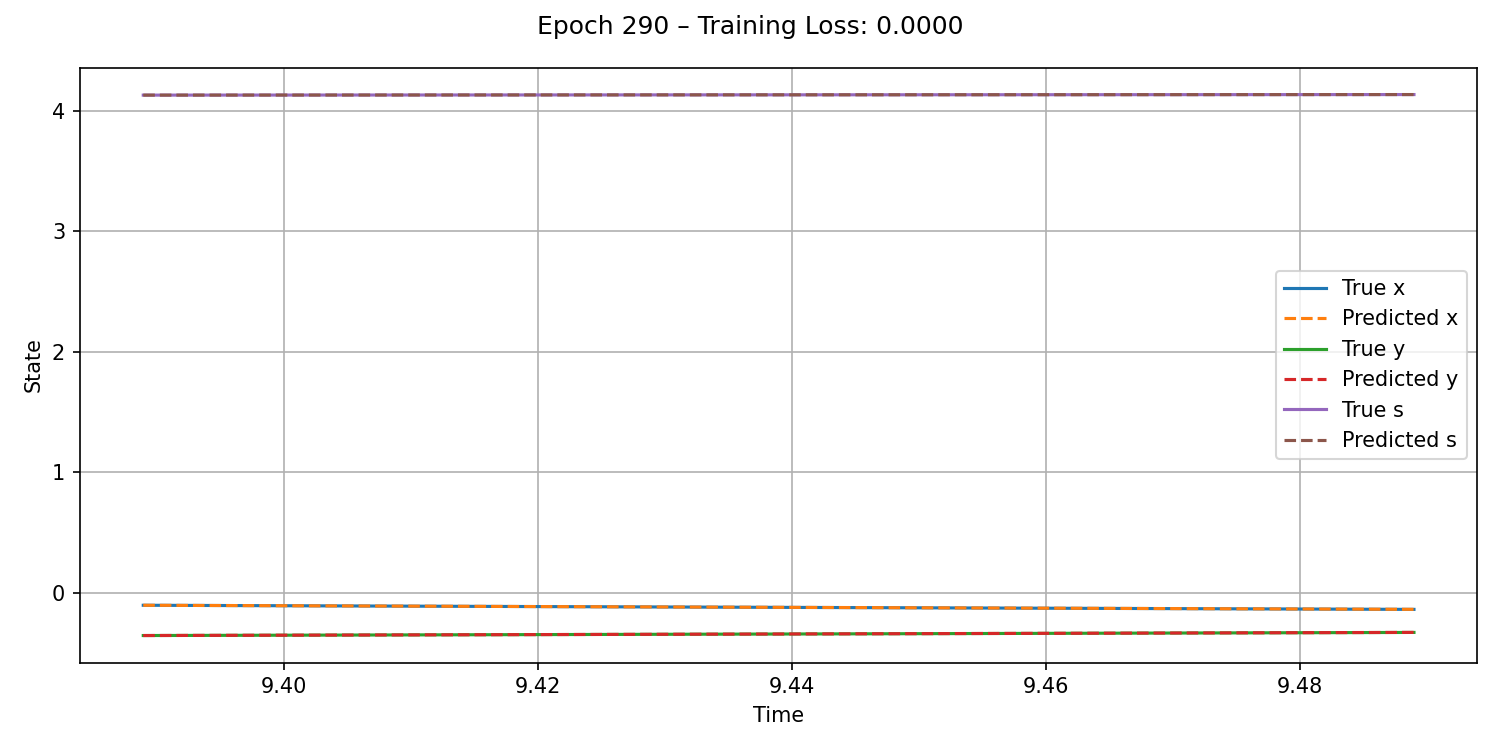 Epoch 290 – Training Loss: 0.0000
4
3
2
1
0
State
True x
Predicted x
True y
Predicted y
True s
Predicted s
9.40 9.42 9.44 9.46 9.48
Time